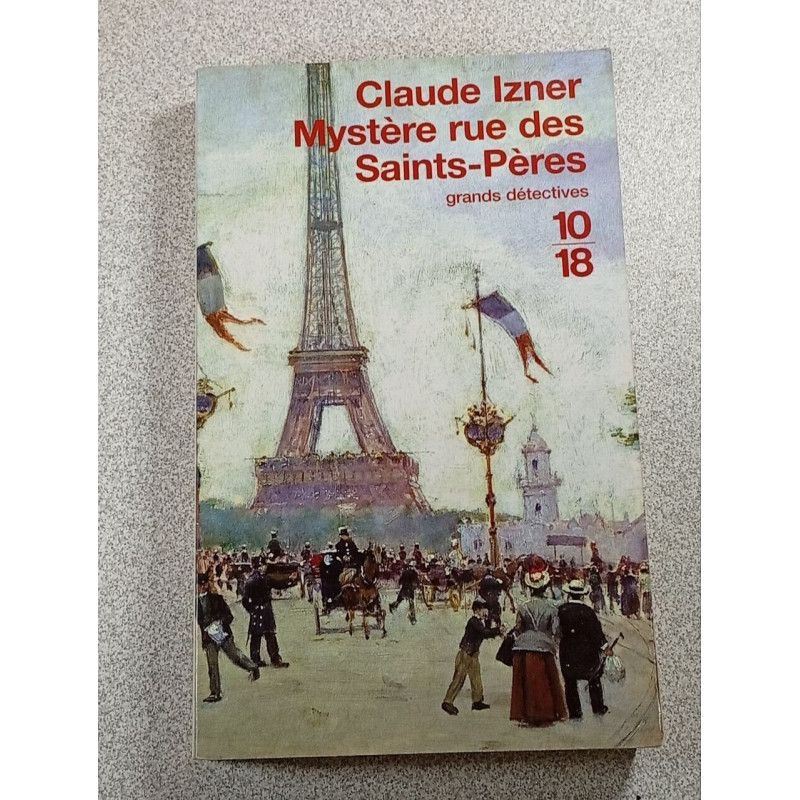 Claude Izner
Mystère rue des
Saints-Pères
grands détectives
10
18